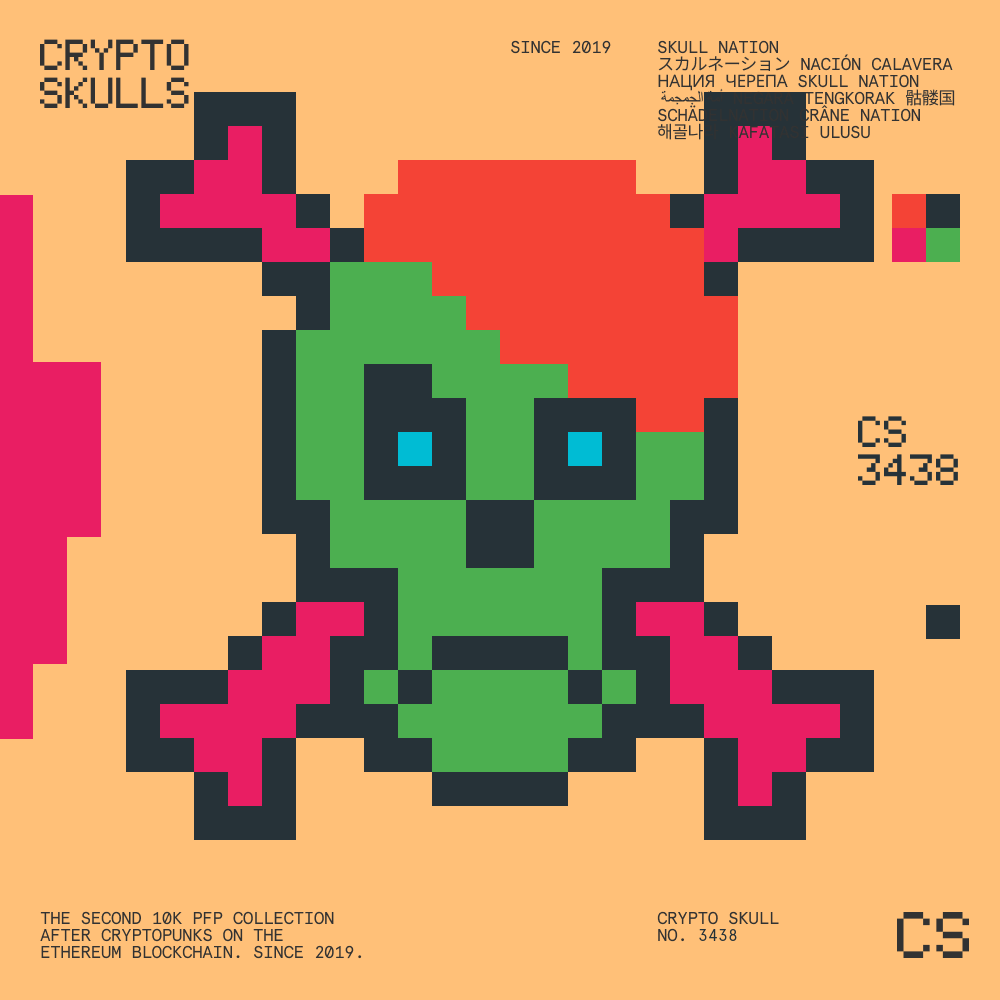 CRYPTO
SKULLS
SINCE 2019
SKULL NATION
スカルネーション NACIÓN CALAVERA
НАЦИЯ ЧЕРЕПА SKULL NATION
الجمجمة TENGKORAK 骷髅国
CRÂNE NATION
해골나 ULUSU
CS
3438
THE SECOND 10K PFP COLLECTION
AFTER CRYPTOPUNKS ON THE
ETHEREUM BLOCKCHAIN. SINCE 2019.
CRYPTO SKULL
NO. 3438
CS